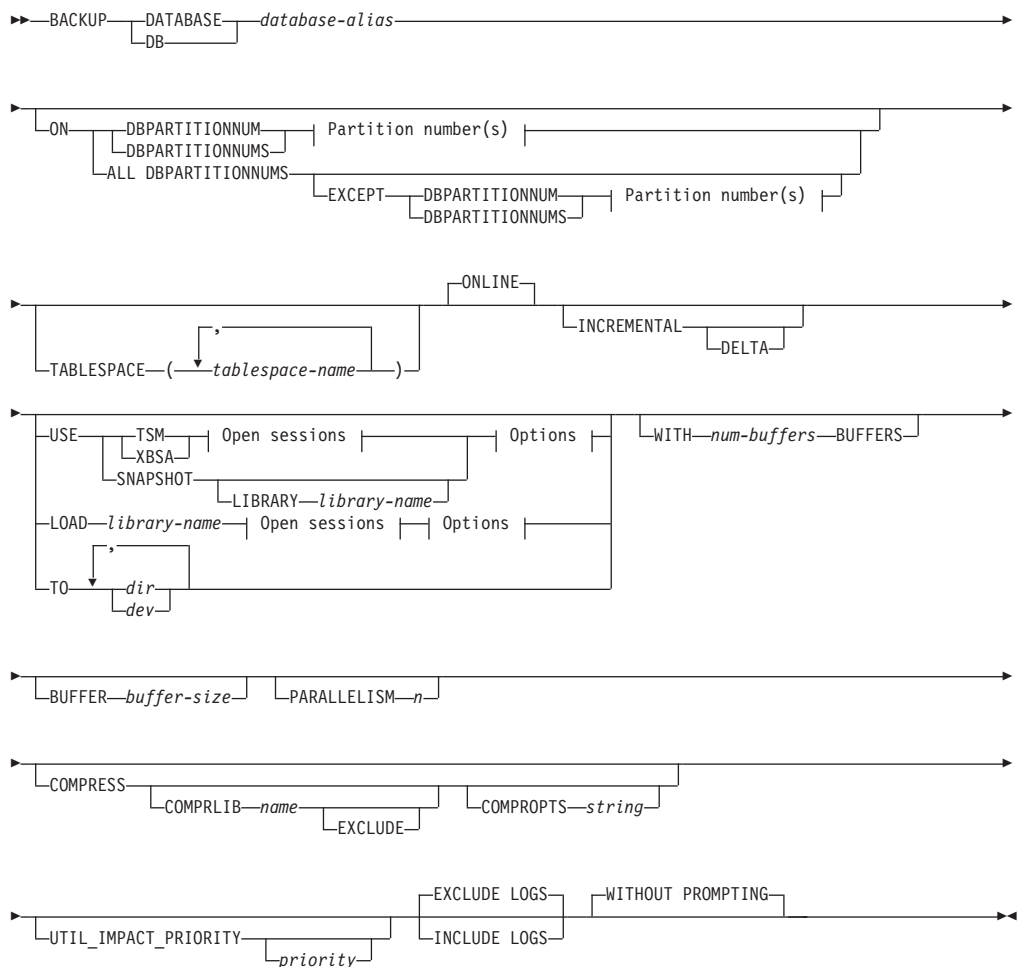 BACKUP DATABASE database-alias
DB
ON DBPARTITIONNUM Partition number(s)
DBPARTITIONNUMS
ALL DBPARTITIONNUMS
EXCEPT DBPARTITIONNUM Partition number(s)
DBPARTITIONNUMS
ONLINE
INCREMENTAL
DELTA
,
TABLESPACE ( tablespace-name )
USE TSM Open sessions Options
XBSA
SNAPSHOT
LIBRARY library-name
WITH num-buffers BUFFERS
LOAD library-name Open sessions Options
,
TO dir
dev
BUFFER buffer-size PARALLELISM n
COMPRESS
COMPRLIB name COMPROPTS string
EXCLUDE
EXCLUDE LOGS WITHOUT PROMPTING
UTIL_IMPACT_PRIORITY INCLUDE LOGS
priority